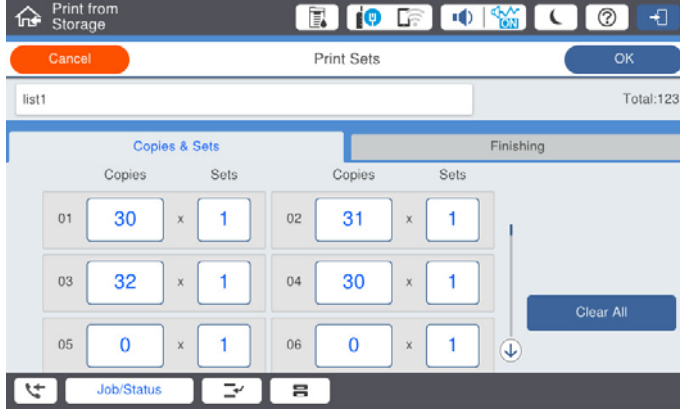 Print from
Storage
ON
Cancel
Print Sets
OK
list1
Total:123
Copies & Sets
Finishing
Copies Sets Copies Sets
01 30 x 1 02 31 x 1
03 32 x 1 04 30 x 1
Clear All
05 0 x 1 06 0 x 1
Job/Status